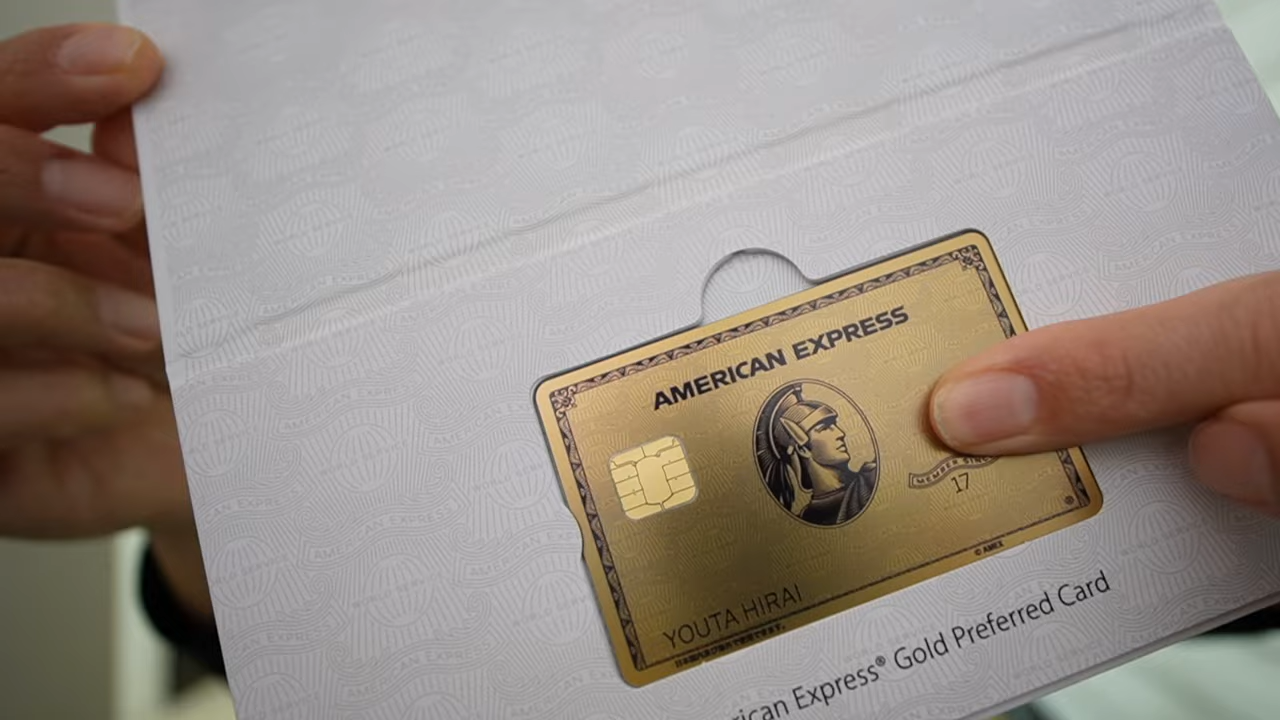 AMERICAN EXPRESS
MEMBER SINCE
17
© AMEX
YOUTA HIRAI
rican Express® Gold Preferred Card